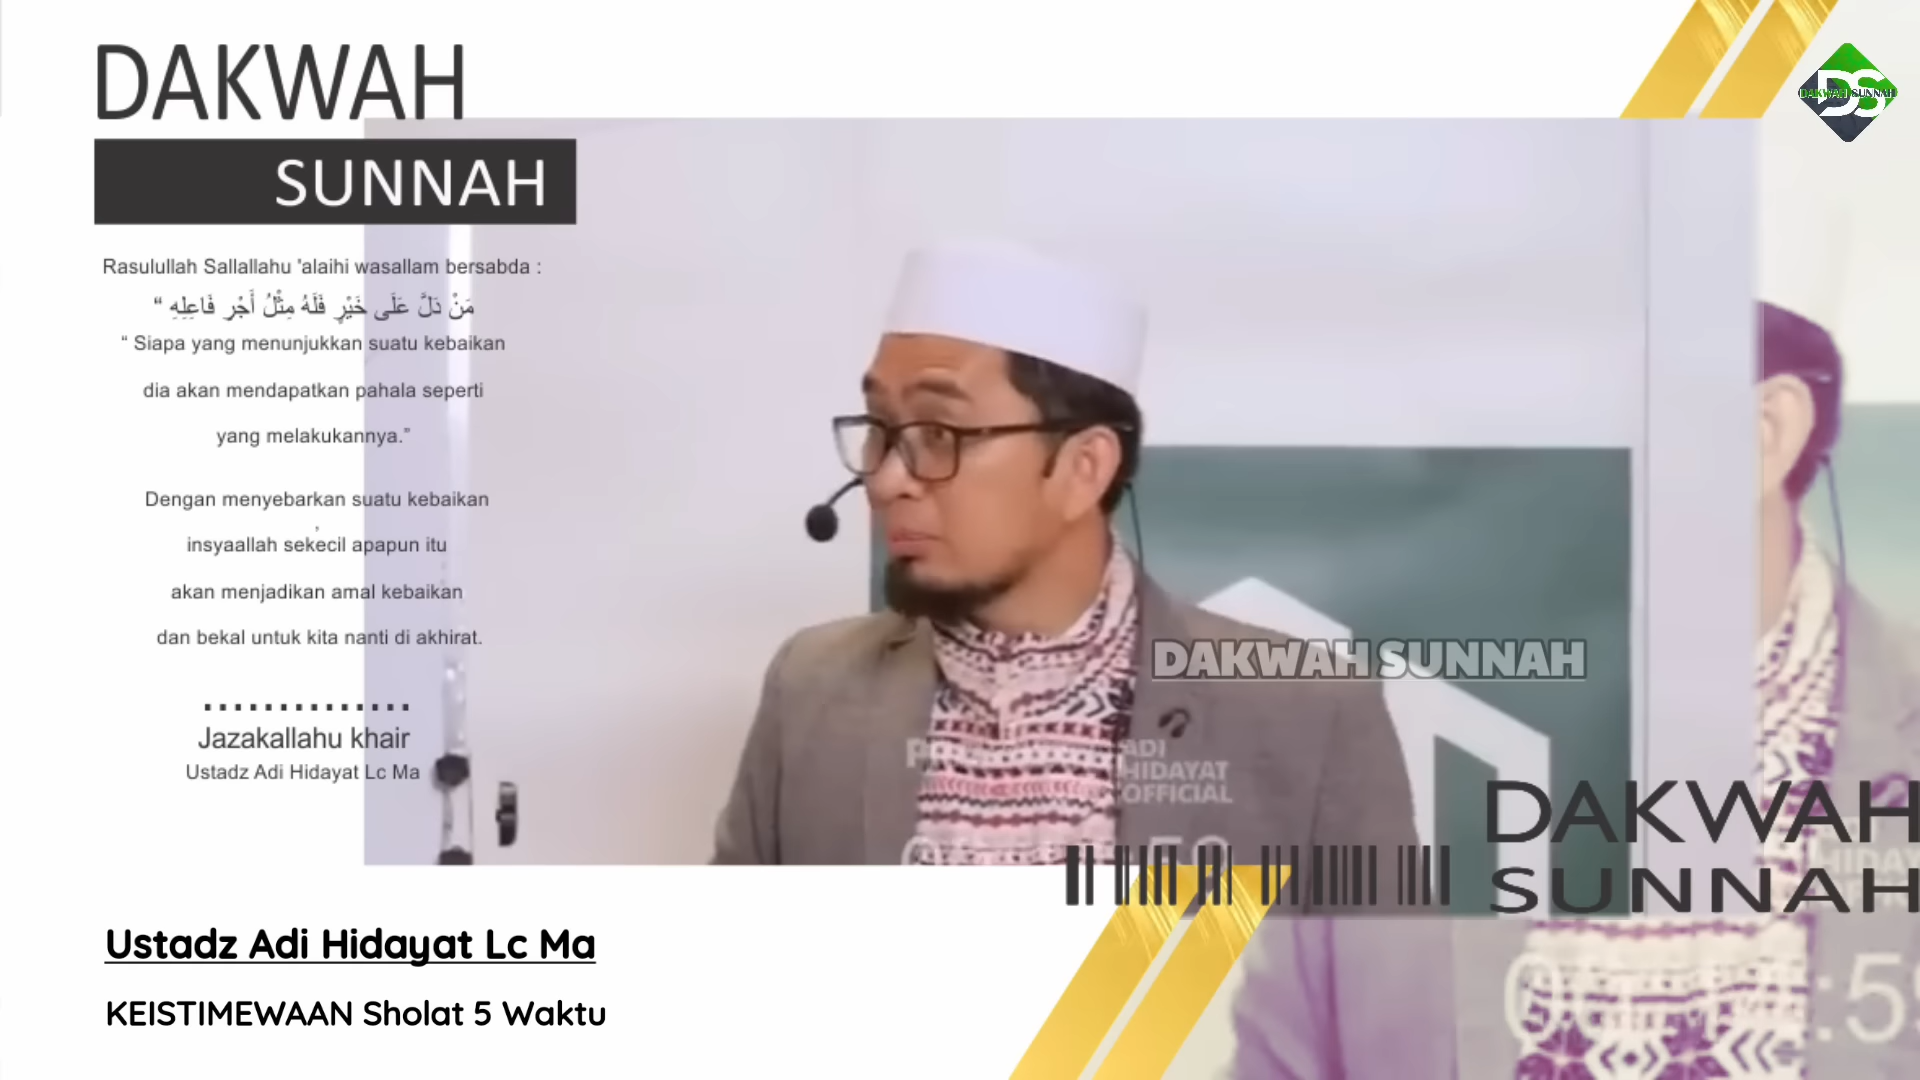 DAKWAH
SUNNAH
Rasulullah Sallallahu 'alaihi wasallam bersabda :
مَنْ دَلَّ عَلَى خَيْرٍ فَلَهُ مِثْلُ أَجْرِ فَاعِلِهِ “
“ Siapa yang menunjukkan suatu kebaikan
dia akan mendapatkan pahala seperti
yang melakukannya.”
Dengan menyebarkan suatu kebaikan
insyaallah sekecil apapun itu
akan menjadikan amal kebaikan
dan bekal untuk kita nanti di akhirat.
..............
Jazakallahu khair
Ustadz Adi Hidayat Lc Ma
DS
DAKWAH SUNNAH
DAKWAH SUNNAH
ADI
HIDAYAT
OFFICIAL
DAKWAH
SUNNAH
Ustadz Adi Hidayat Lc Ma
KEISTIMEWAAN Sholat 5 Waktu